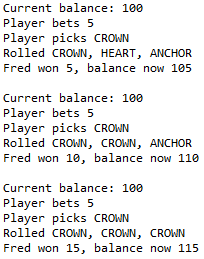 Current balance: 100
Player bets 5
Player picks CROWN
Rolled CROWN, HEART, ANCHOR
Fred won 5, balance now 105
Current balance: 100
Player bets 5
Player picks CROWN
Rolled CROWN, CROWN, ANCHOR
Fred won 10, balance now 110
Current balance: 100
Player bets 5
Player picks CROWN
Rolled CROWN, CROWN, CROWN
Fred won 15, balance now 115